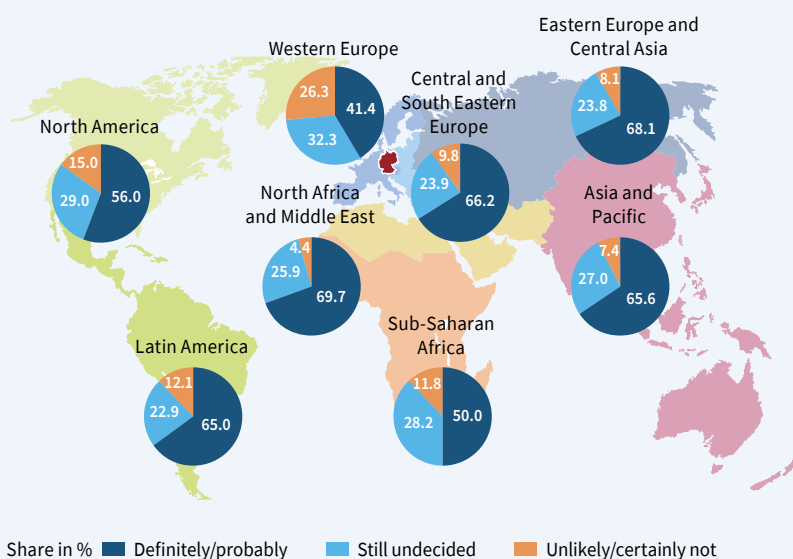 Eastern Europe and
Central Asia
8.1
23.8
68.1
Western Europe
26.3
41.4
32.3
Central and
South Eastern
Europe
9.8
23.9
66.2
North America
15.0
29.0
56.0
North Africa
and Middle East
4.4
25.9
69.7
Asia and
Pacific
7.4
27.0
65.6
Latin America
12.1
22.9
65.0
Sub-Saharan
Africa
11.8
28.2
50.0
Share in % Definitely/probably Still undecided Unlikely/certainly not